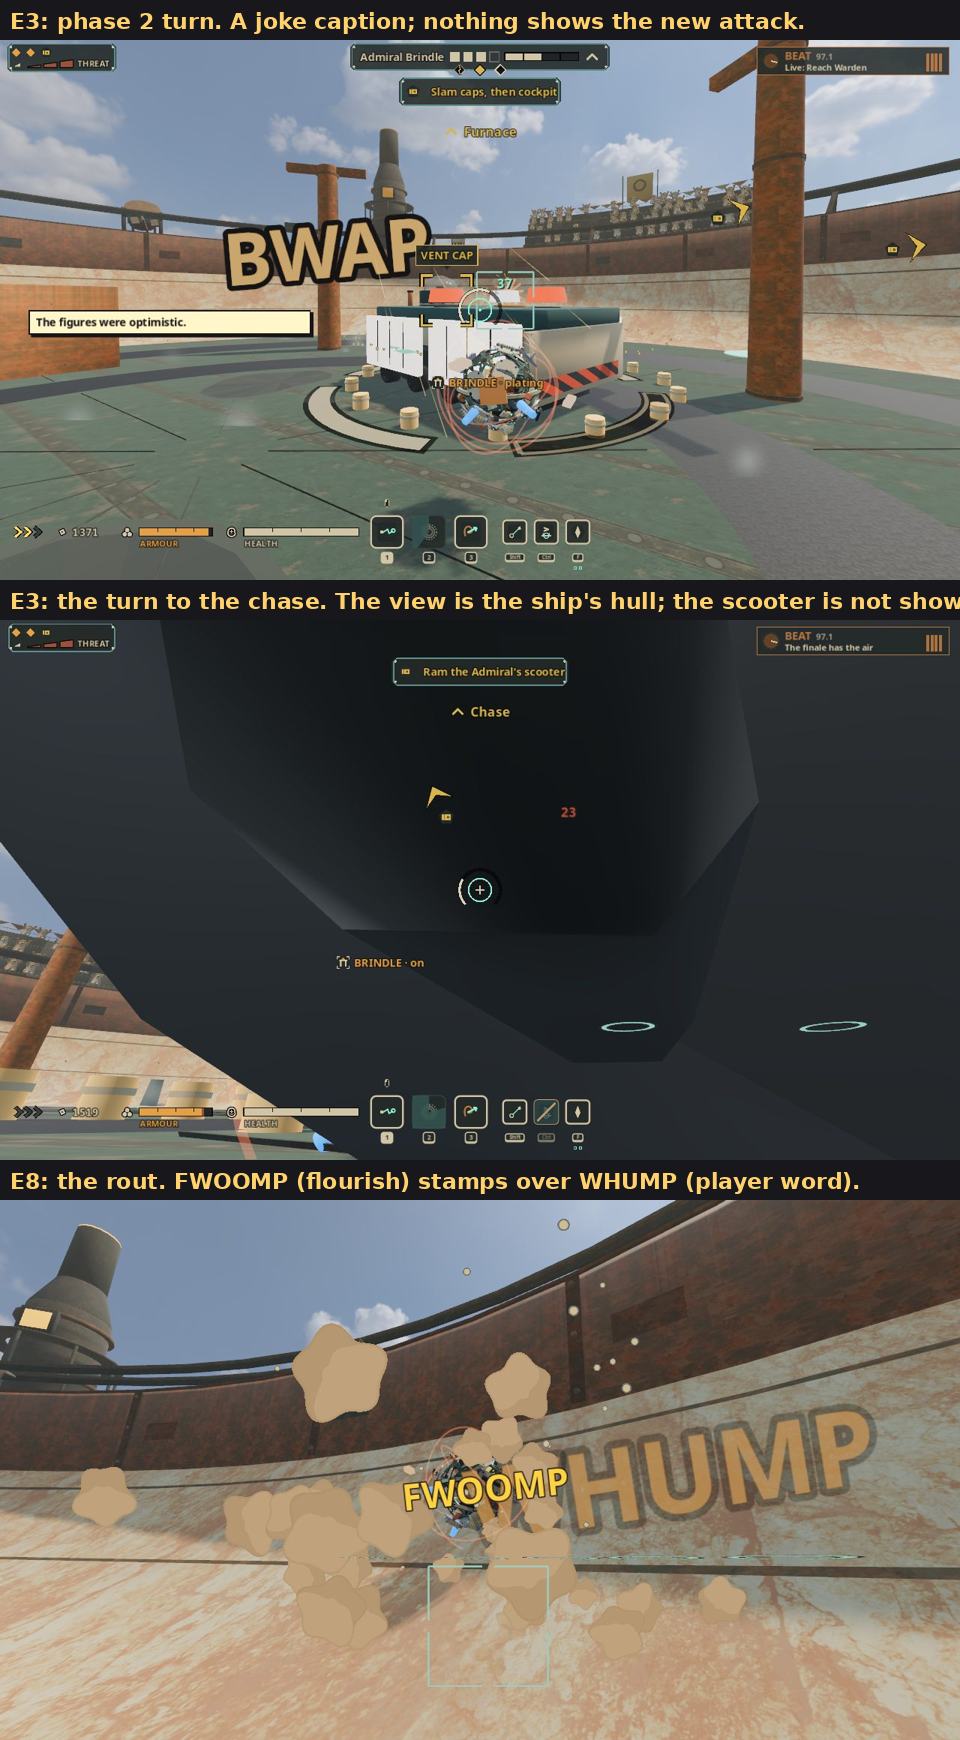 E3: phase 2 turn. A joke caption; nothing shows the new attack.
THREAT
Admiral Brindle
BEAT 97.1
Live: Reach Warden
Slam caps, then cockpit
Furnace
BWAP
VENT CAP
37
The figures were optimistic.
BRINDLE · plating
1371
ARMOUR
HEALTH
1
2
3
Shift
Ctrl
F
E3: the turn to the chase. The view is the ship's hull; the scooter is not show
THREAT
BEAT 97.1
The finale has the air
Ram the Admiral's scooter
Chase
23
BRINDLE · on
1519
ARMOUR
HEALTH
1
2
3
Shift
Ctrl
F
E8: the rout. FWOOMP (flourish) stamps over WHUMP (player word).
FWOOMP
HUMP